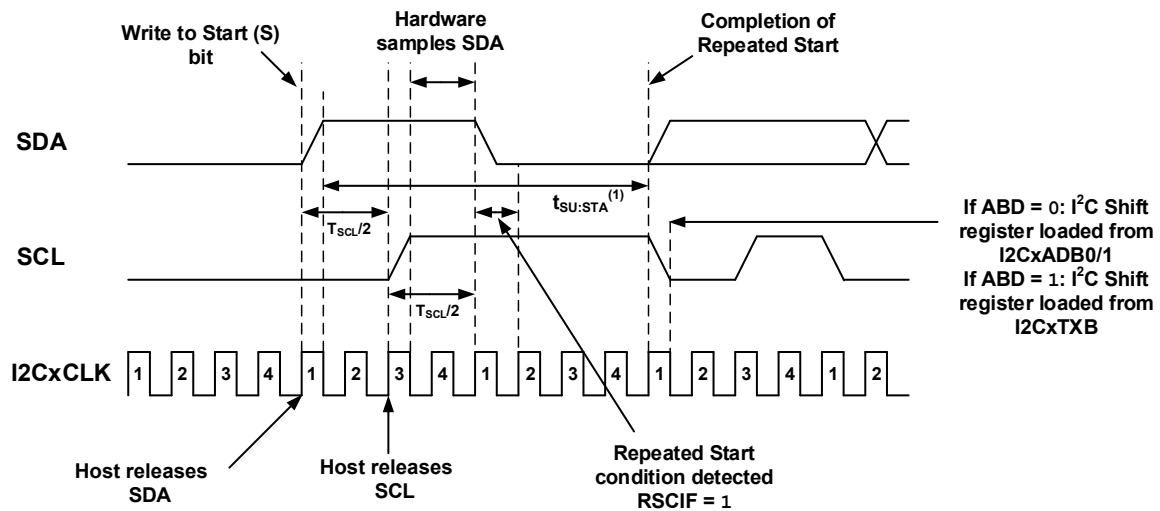 Write to Start (S)
bit
Hardware
samples SDA
Completion of
Repeated Start
SDA
tSU:STA(1)
TSCL/2
SCL
TSCL/2
If ABD = 0: I2C Shift
register loaded from
I2CxADB0/1
If ABD = 1: I2C Shift
register loaded from
I2CxTXB
I2CxCLK
1 2 3 4 1 2 3 4 1 2 3 4 1 2 3 4 1 2
Host releases
SDA
Host releases
SCL
Repeated Start
condition detected
RSCIF = 1